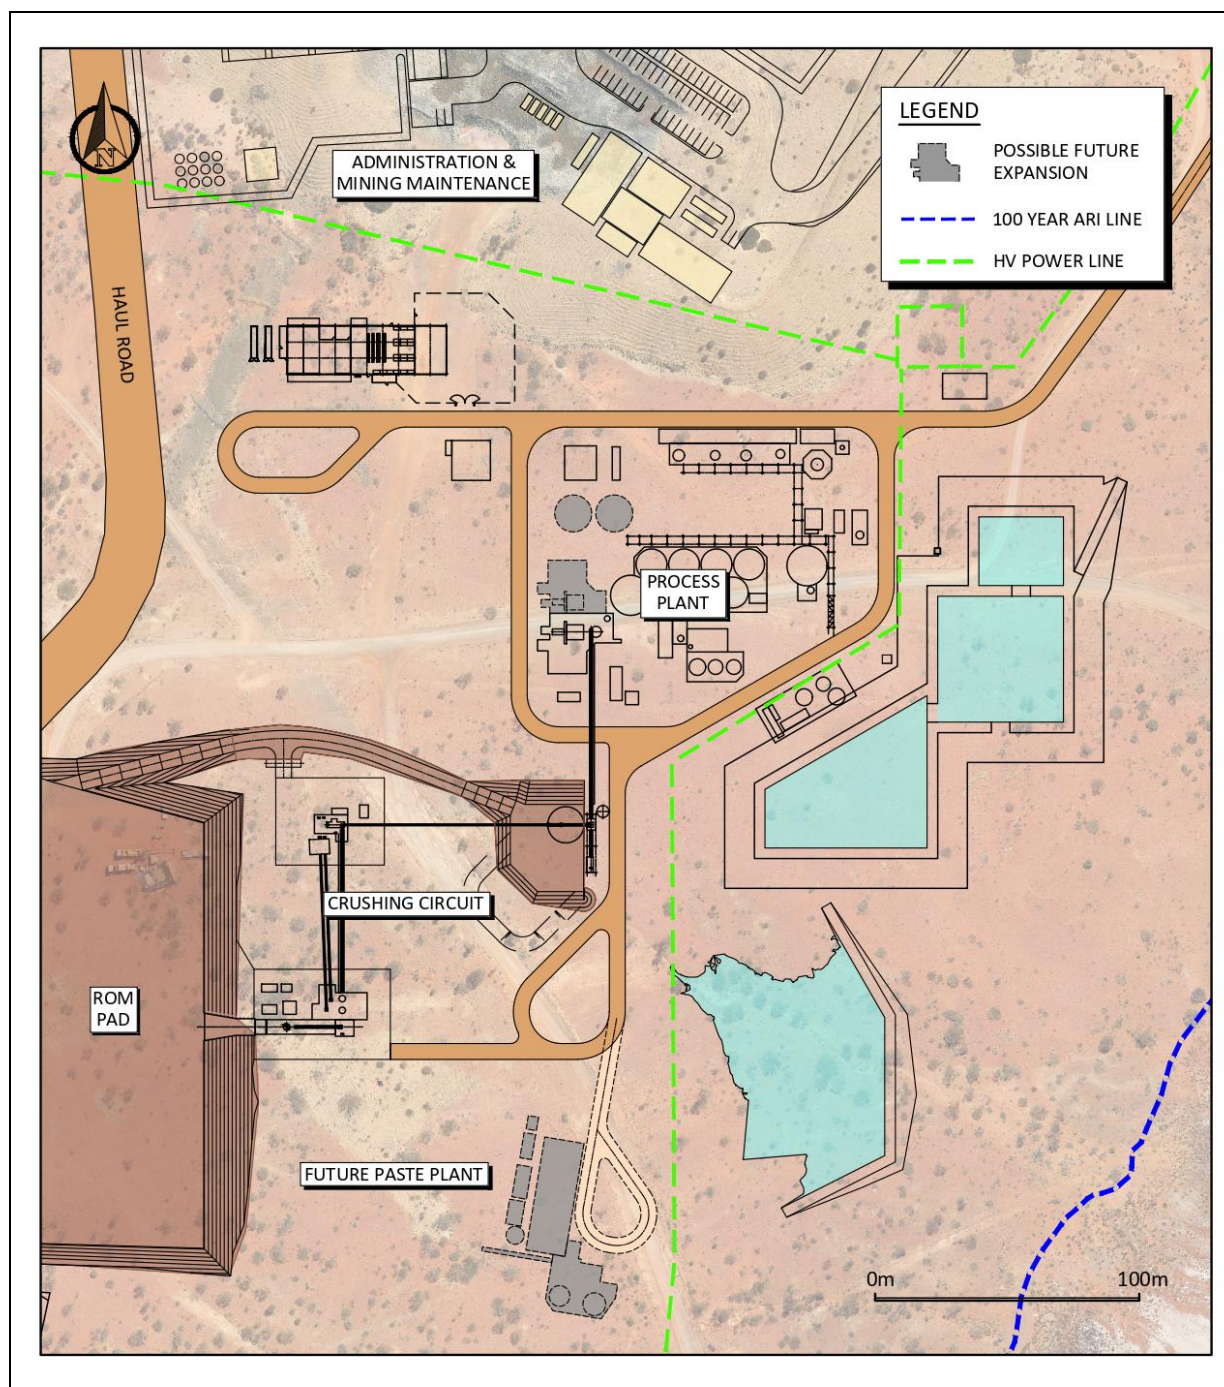 LEGEND
POSSIBLE FUTURE
EXPANSION
100 YEAR ARI LINE
HV POWER LINE
N
ADMINISTRATION &
MINING MAINTENANCE
HAUL ROAD
PROCESS
PLANT
CRUSHING CIRCUIT
ROM
PAD
FUTURE PASTE PLANT
0m
100m